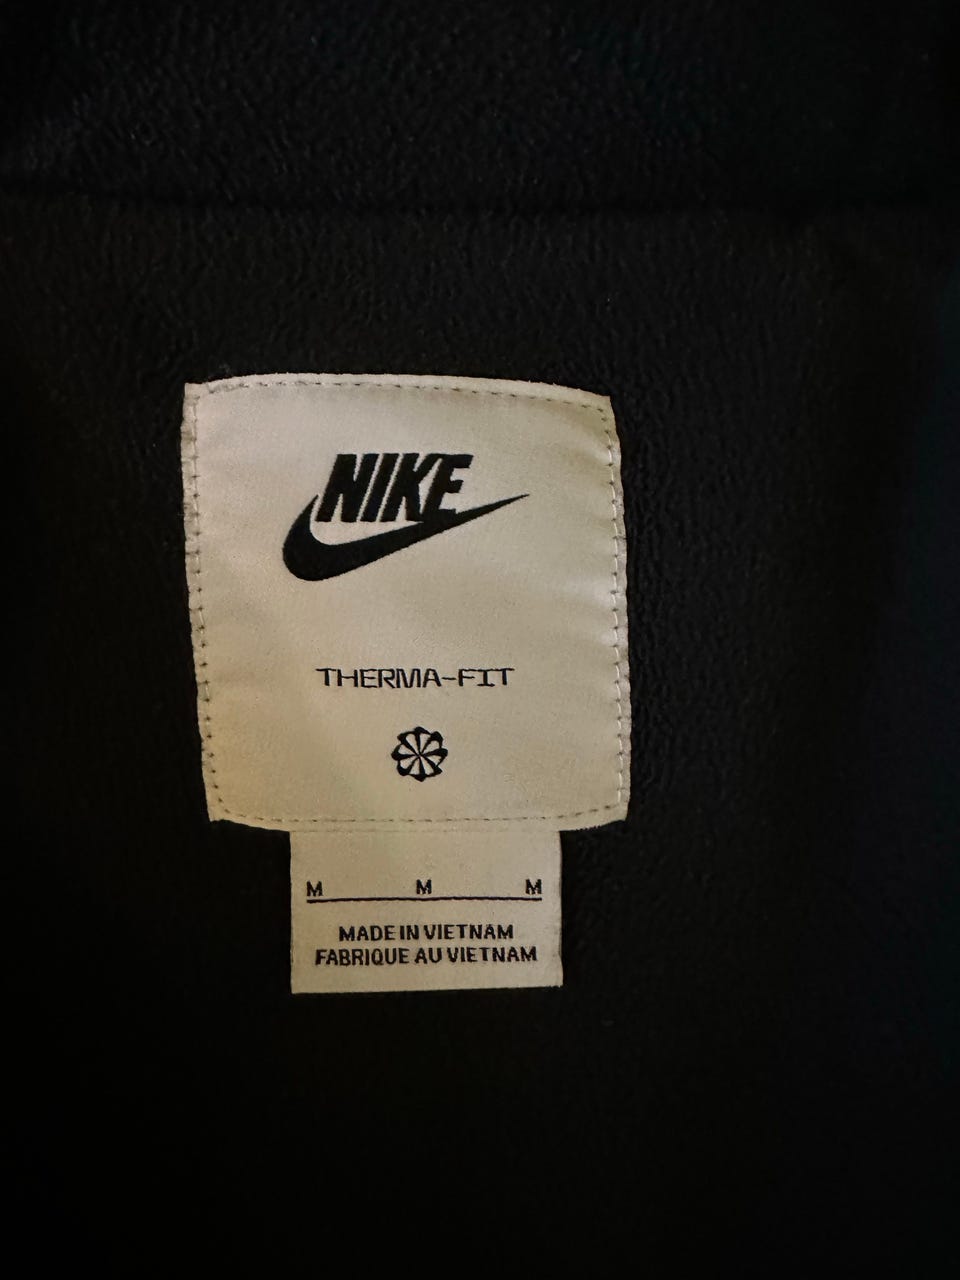 NIKE
THERMA-FIT
M M M
MADE IN VIETNAM
FABRIQUE AU VIETNAM